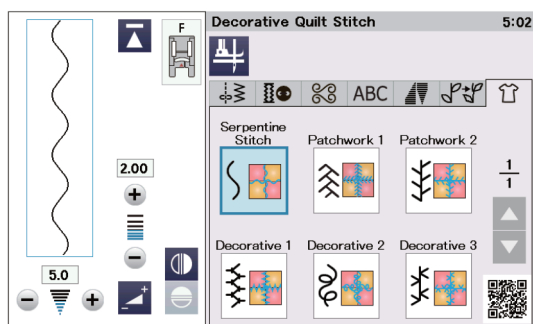 F
2.00
5.0
Decorative Quilt Stitch 5:02
ABC
Serpentine
Stitch
Patchwork 1
Patchwork 2
1
1
Decorative 1
Decorative 2
Decorative 3